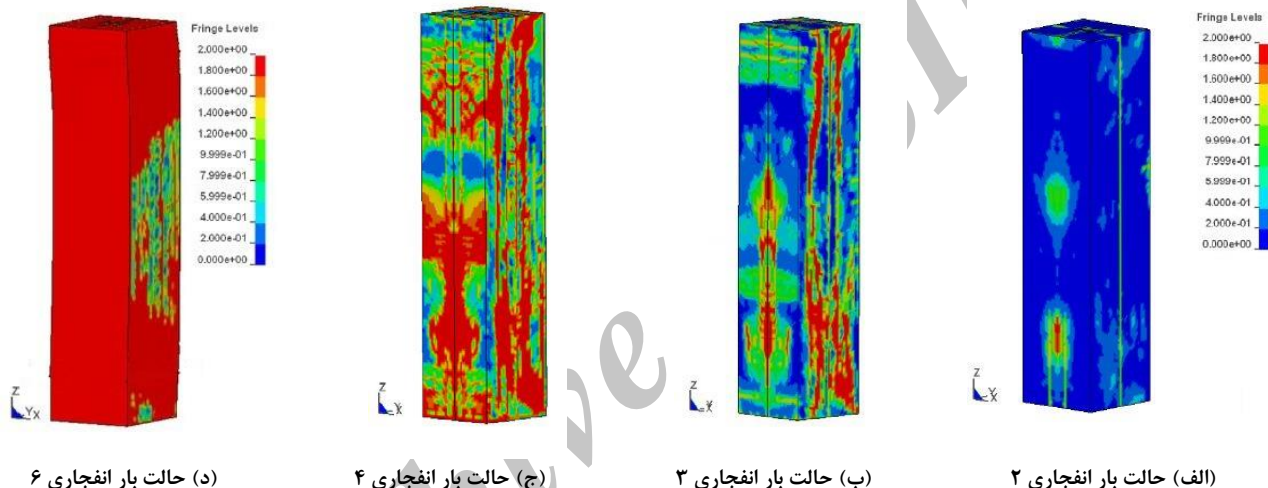 Fringe Levels
2.000e+00
1.800e+00
1.600e+00
1.400e+00
1.200e+00
9.999e-01
7.999e-01
5.999e-01
4.000e-01
2.000e-01
0.000e+00
Fringe Levels
2.000e+00
1.800e+00
1.600e+00
1.400e+00
1.200e+00
9.999e-01
7.999e-01
5.999e-01
4.000e-01
2.000e-01
0.000e+00
Z
Y X
Z
X
Z
X
Z
X
(الف) حالت بار انفجاری ۲
(ب) حالت بار انفجاری ۳
(ج) حالت بار انفجاری ۴
(د) حالت بار انفجاری ۶